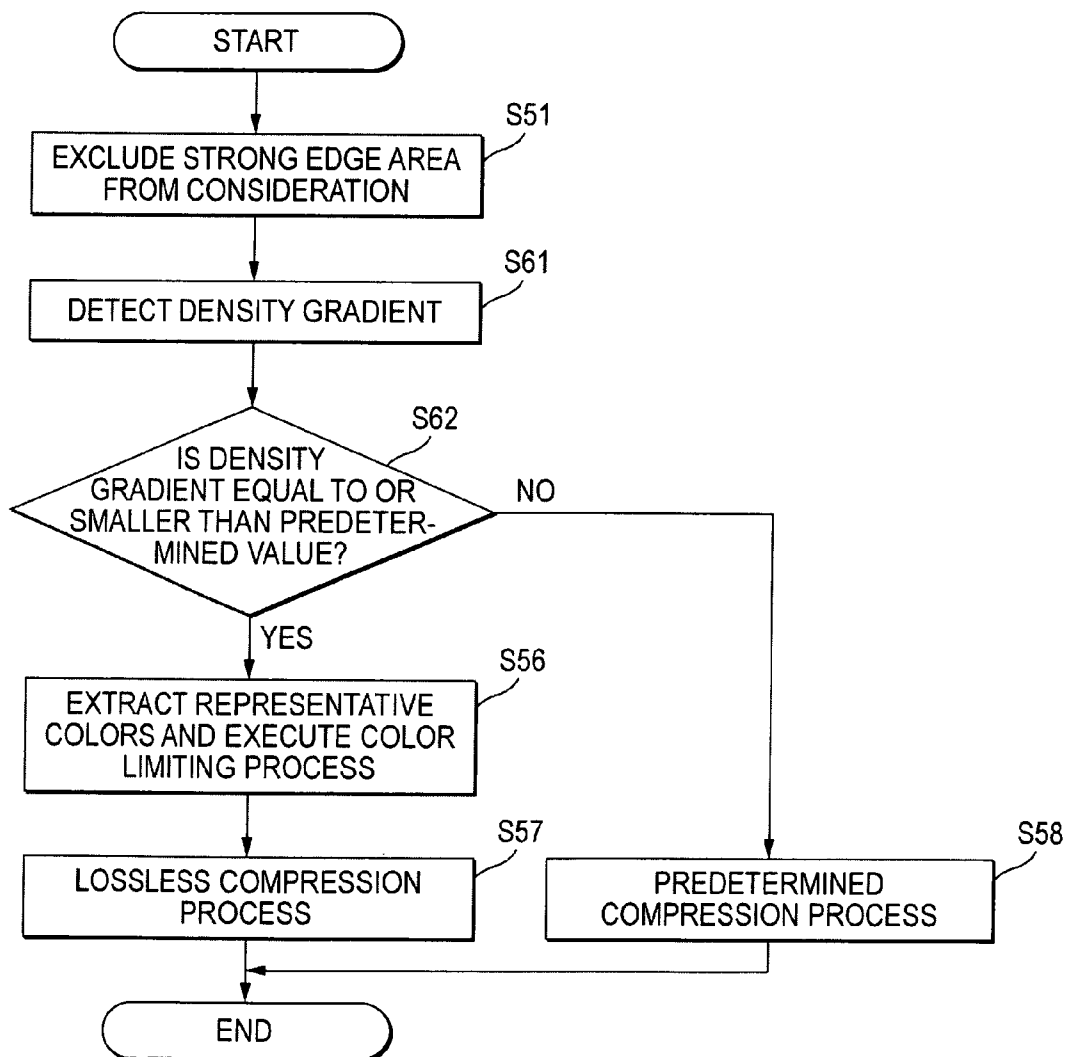 START
S51
EXCLUDE STRONG EDGE AREA
FROM CONSIDERATION
S61
DETECT DENSITY GRADIENT
S62
IS DENSITY
GRADIENT EQUAL TO OR
SMALLER THAN PREDETER-
MINED VALUE?
NO
YES
S56
EXTRACT REPRESENTATIVE
COLORS AND EXECUTE COLOR
LIMITING PROCESS
S57
LOSSLESS COMPRESSION
PROCESS
S58
PREDETERMINED
COMPRESSION PROCESS
END